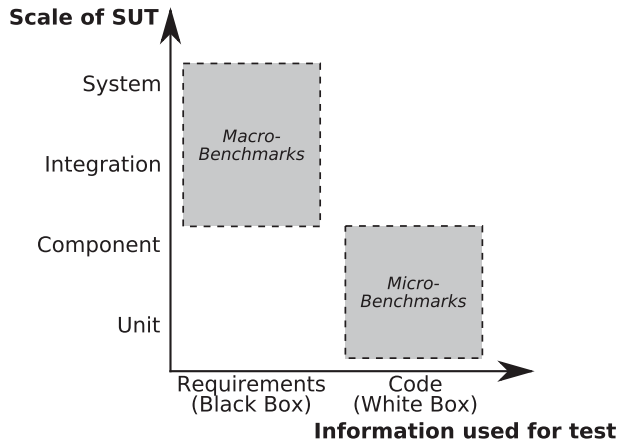 Scale of SUT
System
Macro-
Benchmarks
Integration
Component
Micro-
Benchmarks
Unit
Requirements
(Black Box)
Code
(White Box)
Information used for test